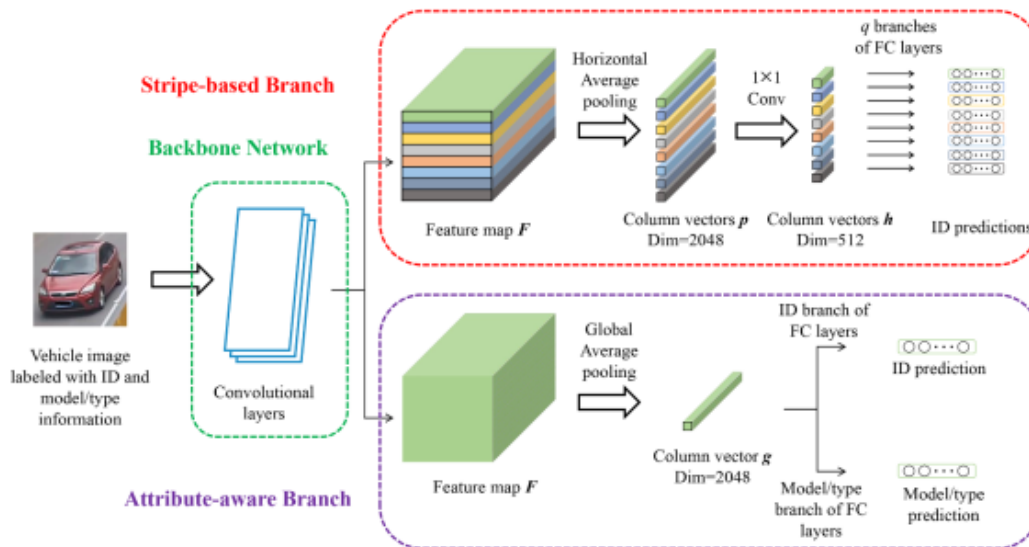 Stripe-based Branch
Backbone Network
Vehicle image
labeled with ID and
model/type
information
Convolutional
layers
Feature map F
Horizontal
Average
pooling
Column vectors p
Dim=2048
1×1
Conv
Column vectors h
Dim=512
q branches
of FC layers
ID predictions
Attribute-aware Branch
Feature map F
Global
Average
pooling
Column vector g
Dim=2048
ID branch of
FC layers
ID prediction
Model/type
branch of FC
layers
Model/type
prediction